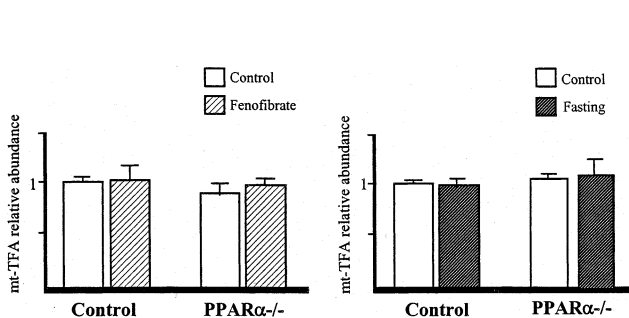 Control
Fenofibrate
mt-TFA relative abundance
1
Control PPARα-/-
Control
Fasting
mt-TFA relative abundance
1
Control PPARα-/-